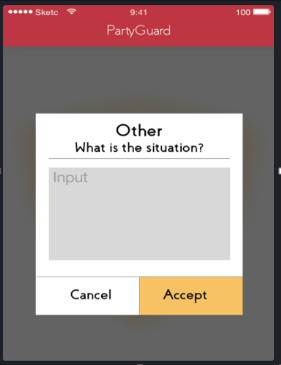 Sketc 9:41 100
PartyGuard
Other
What is the situation?
Input
Cancel Accept